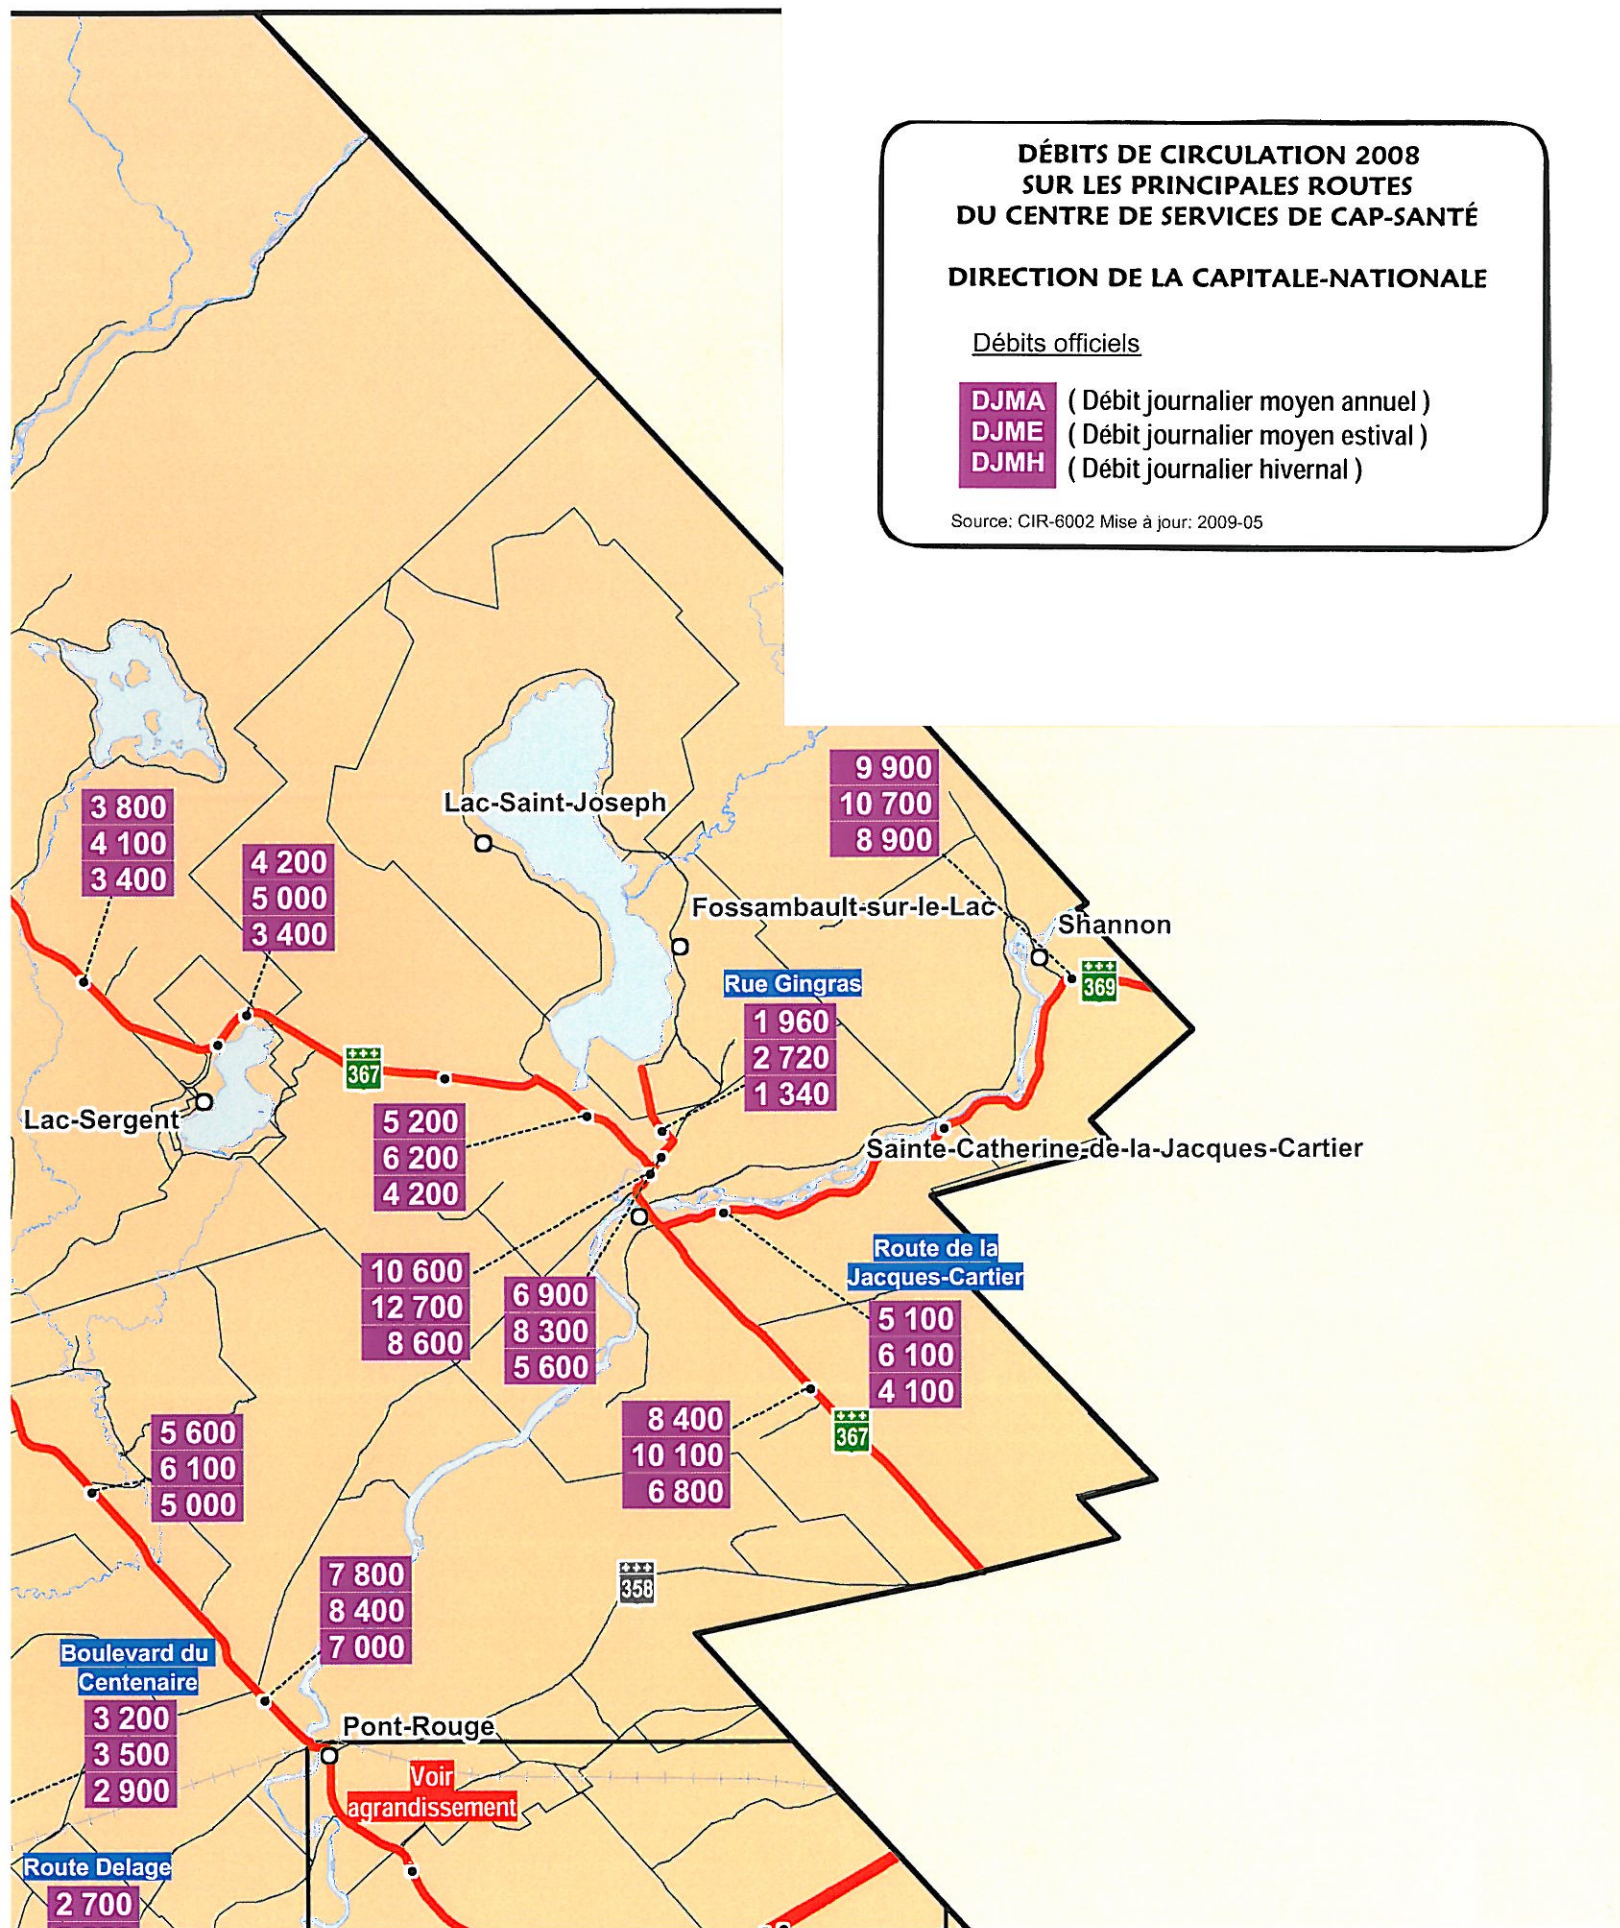 DÉBITS DE CIRCULATION 2008
SUR LES PRINCIPALES ROUTES
DU CENTRE DE SERVICES DE CAP-SANTÉ
DIRECTION DE LA CAPITALE-NATIONALE
Débits officiels
DJMA ( Débit journalier moyen annuel )
DJME ( Débit journalier moyen estival )
DJMH ( Débit journalier hivernal )
Source: CIR-6002 Mise à jour: 2009-05
9 900
10 700
8 900
3 800
4 100
3 400
Lac-Saint-Joseph
4 200
5 000
3 400
Fossambault-sur-le-Lac
Shannon
369
Rue Gingras
1 960
2 720
1 340
367
Lac-Sergent
5 200
6 200
4 200
Sainte-Catherine-de-la-Jacques-Cartier
Route de la
Jacques-Cartier
5 100
6 100
4 100
10 600
12 700
8 600
6 900
8 300
5 600
8 400
10 100
6 800
367
5 600
6 100
5 000
358
7 800
8 400
7 000
Boulevard du
Centenaire
3 200
3 500
2 900
Pont-Rouge
Voir
agrandissement
Route Delage
2 700